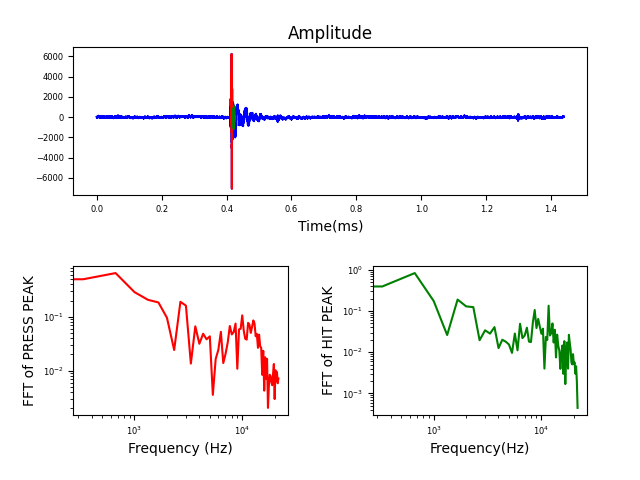 Amplitude
6000
4000
2000
0
−2000
−4000
−6000
0.0 0.2 0.4 0.6 0.8 1.0 1.2 1.4
Time(ms)
FFT of PRESS PEAK
10⁻¹
10⁻²
10³ 10⁴
Frequency (Hz)
FFT of HIT PEAK
10⁰
10⁻¹
10⁻²
10⁻³
10³ 10⁴
Frequency(Hz)